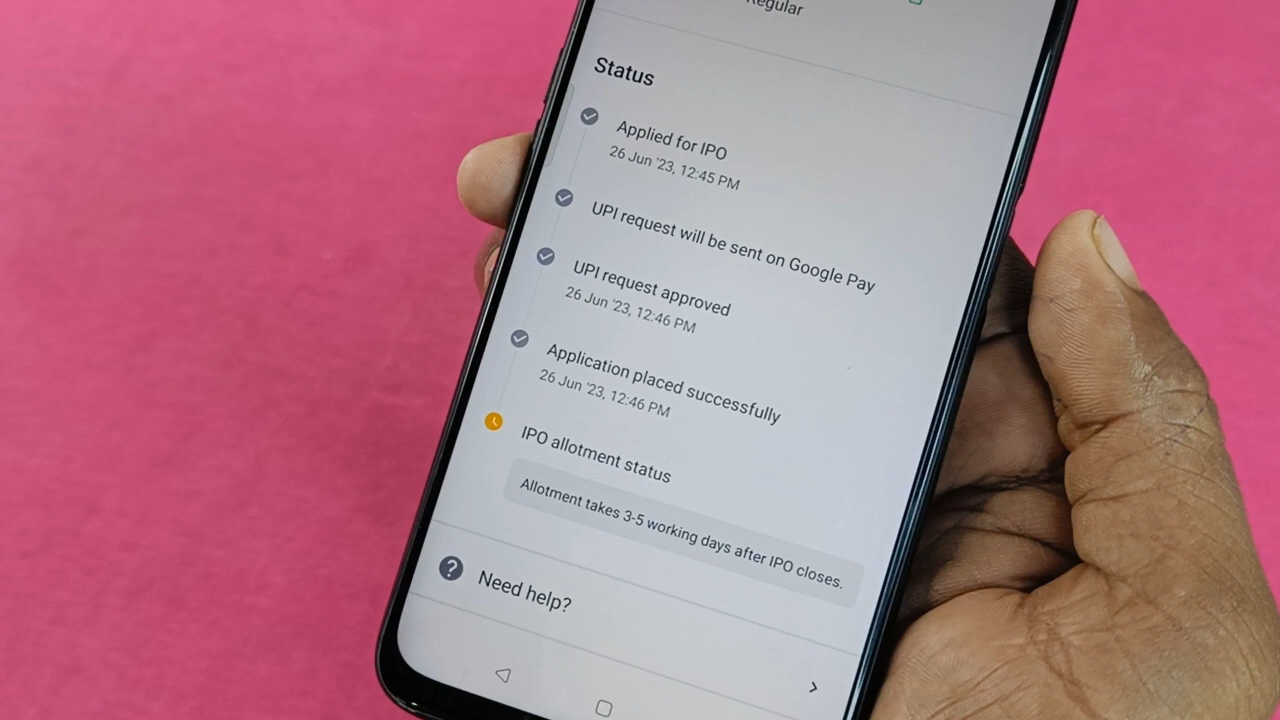 Regular
Status
Applied for IPO
26 Jun '23, 12:45 PM
UPI request will be sent on Google Pay
UPI request approved
26 Jun '23, 12:46 PM
Application placed successfully
26 Jun '23, 12:46 PM
IPO allotment status
Allotment takes 3-5 working days after IPO closes.
Need help?